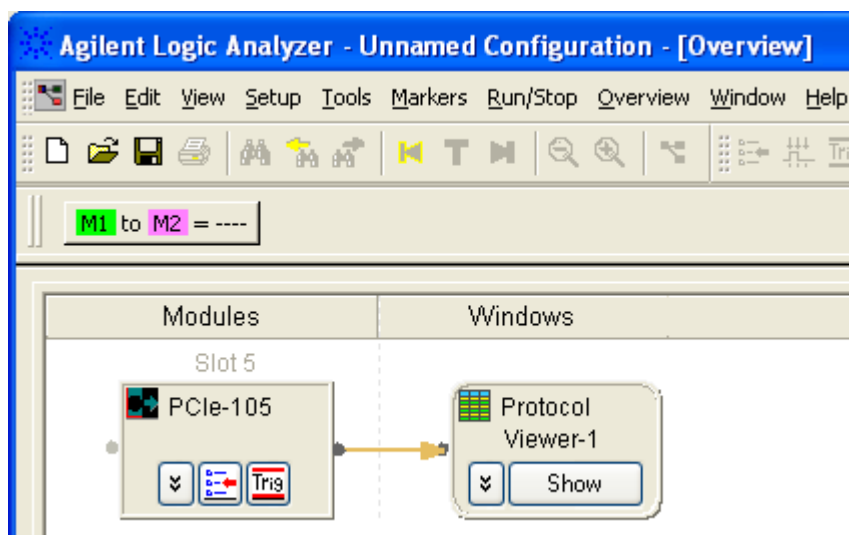 Agilent Logic Analyzer - Unnamed Configuration - [Overview]
File Edit View Setup Tools Markers Run/Stop Overview Window Help
T
M1 to M2 = ----
Modules Windows
Slot 5
PCIe-105
Protocol
Viewer-1
Trig
Show